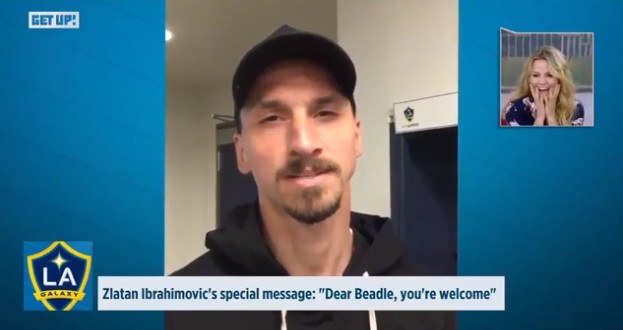 GET UP!
LA
GALAXY
Zlatan Ibrahimovic's special message: "Dear Beadle, you're welcome"